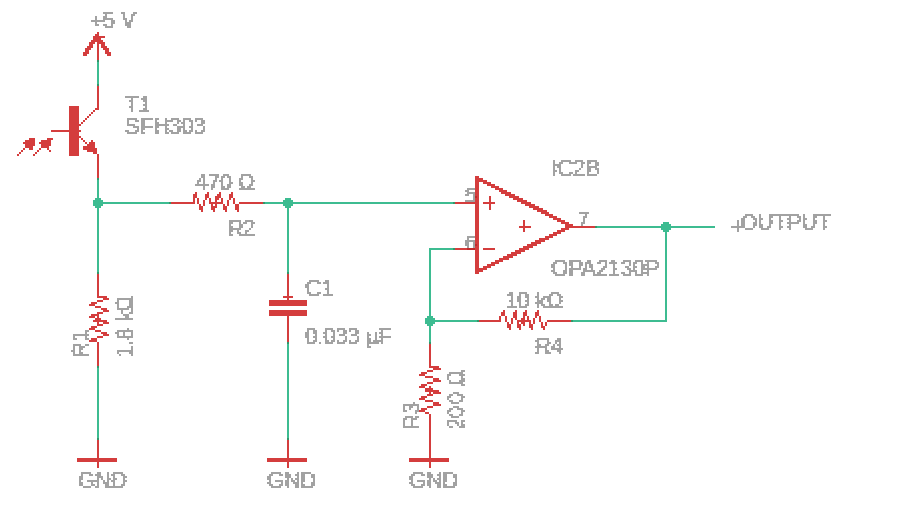 +5 V
T1
SFH303
470 Ω
R2
IC2B
5
+
+
7
6
−
+OUTPUT
OPA2130P
C1
0.033 µF
R1
1.8 kΩ
10 kΩ
R4
R3
200 Ω
GND
GND
GND